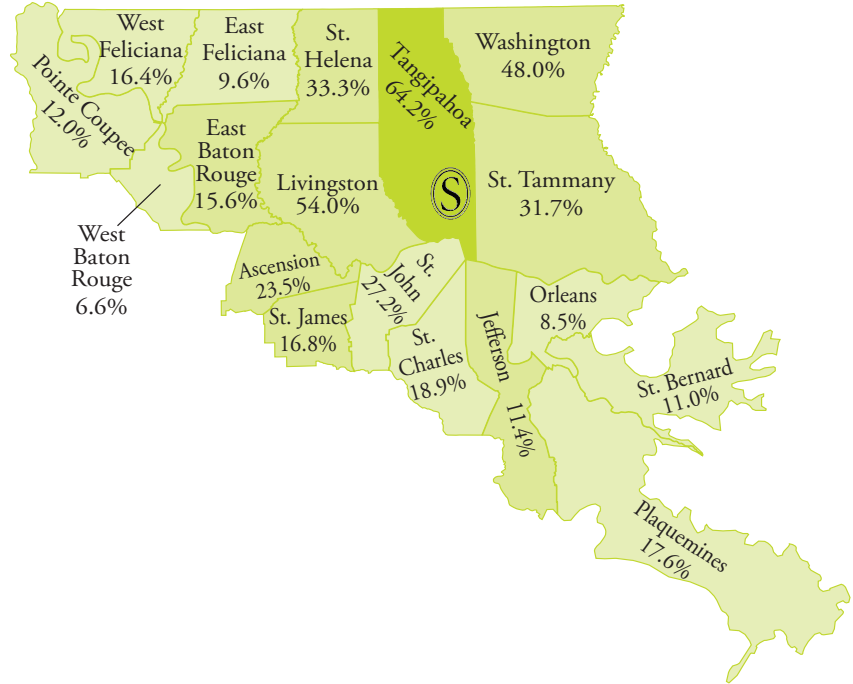 West
Feliciana
16.4%
East
Feliciana
9.6%
St.
Helena
33.3%
Tangipahoa
64.2%
Washington
48.0%
Pointe Coupee
12.0%
East
Baton
Rouge
15.6%
Livingston
54.0%
S
St. Tammany
31.7%
West
Baton
Rouge
6.6%
Ascension
23.5%
St.
John
27.2%
Orleans
8.5%
St. James
16.8%
St.
Charles
18.9%
Jefferson
11.4%
St. Bernard
11.0%
Plaquemines
17.6%